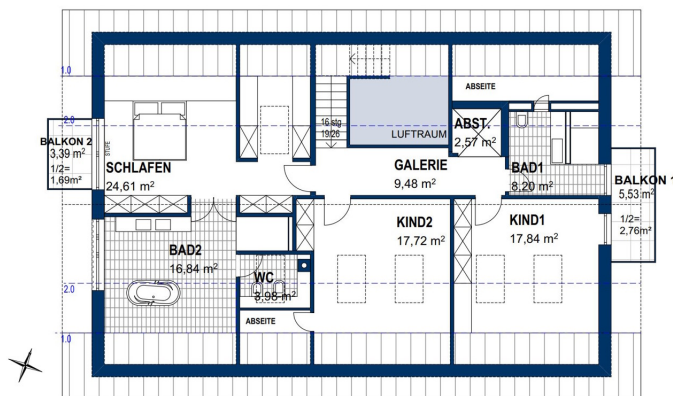 1.0
2.0
BALKON 2
3,39 m²
1/2=
1,69m²
STUFE
SCHLAFEN
24,61 m²
16 stg
19/26
LUFTRAUM
ABSEITE
ABST
2,57 m²
GALERIE
9,48 m²
BAD1
8,20 m²
BALKON 1
5,53 m²
1/2=
2,76m²
BAD2
16,84 m²
WC
3,98 m²
KIND2
17,72 m²
KIND1
17,84 m²
2.0
ABSEITE
1.0